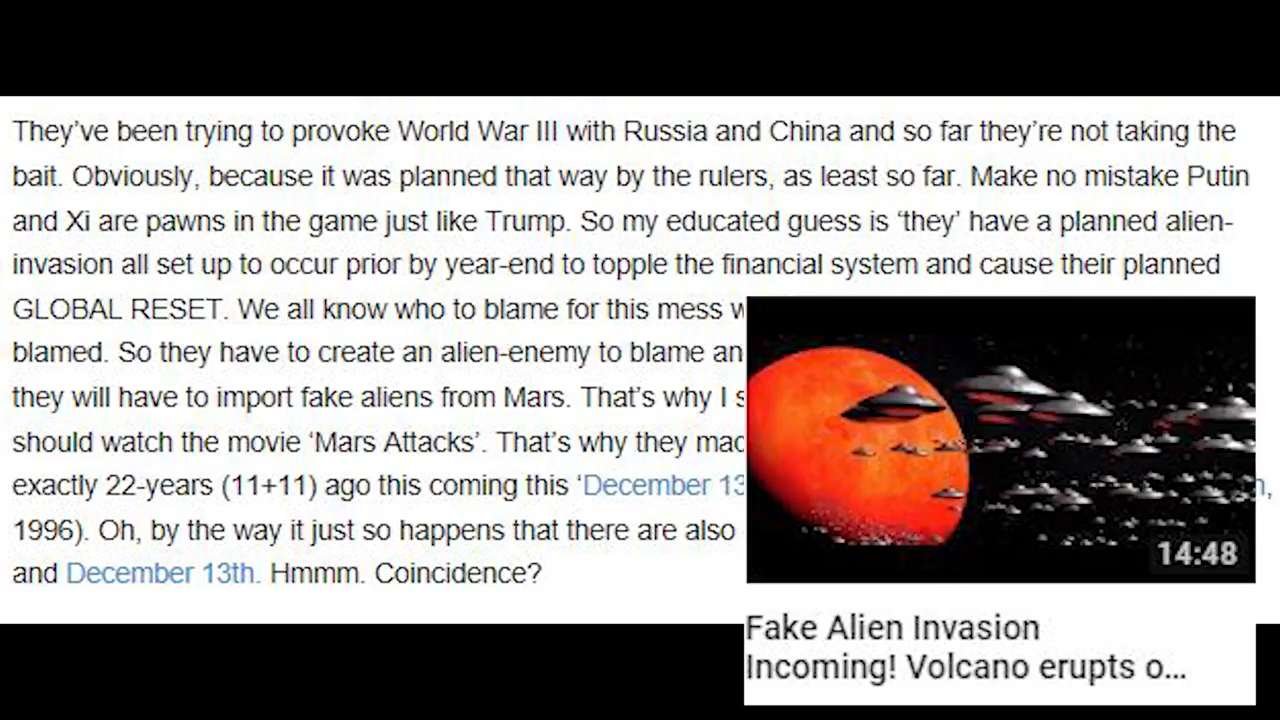 They've been trying to provoke World War III with Russia and China and so far they're not taking the
bait. Obviously, because it was planned that way by the rulers, as least so far. Make no mistake Putin
and Xi are pawns in the game just like Trump. So my educated guess is ‘they’ have a planned alien-
invasion all set up to occur prior by year-end to topple the financial system and cause their planned
GLOBAL RESET. We all know who to blame for this mess
blamed. So they have to create an alien-enemy to blame
they will have to import fake aliens from Mars. That's why I
should watch the movie ‘Mars Attacks’. That's why they
exactly 22-years (11+11) ago this coming this ‘December
1996). Oh, by the way it just so happens that there are also
and December 13th. Hmmm. Coincidence?
14:48
Fake Alien Invasion
Incoming! Volcano erupts o...